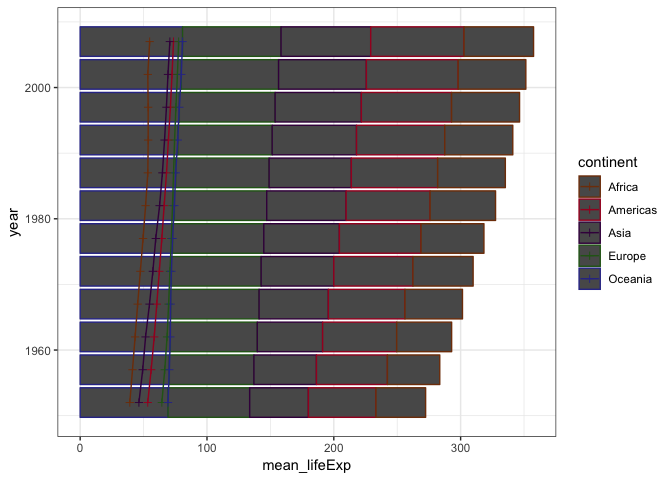 2000
1980
1960
year
0 100 200 300
mean_lifeExp
continent
Africa
Americas
Asia
Europe
Oceania